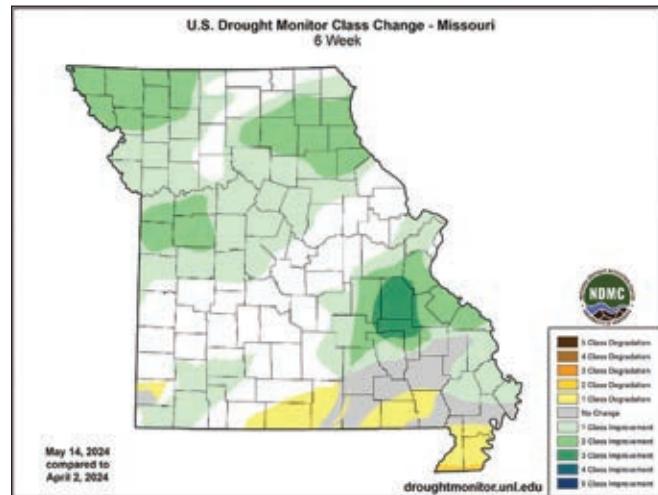 U.S. Drought Monitor Class Change - Missouri
6 Week
NDMC
5 Class Degradation
4 Class Degradation
3 Class Degradation
2 Class Degradation
1 Class Degradation
No Change
1 Class Improvement
2 Class Improvement
3 Class Improvement
4 Class Improvement
5 Class Improvement
May 14, 2024
compared to
April 2, 2024
droughtmonitor.unl.edu